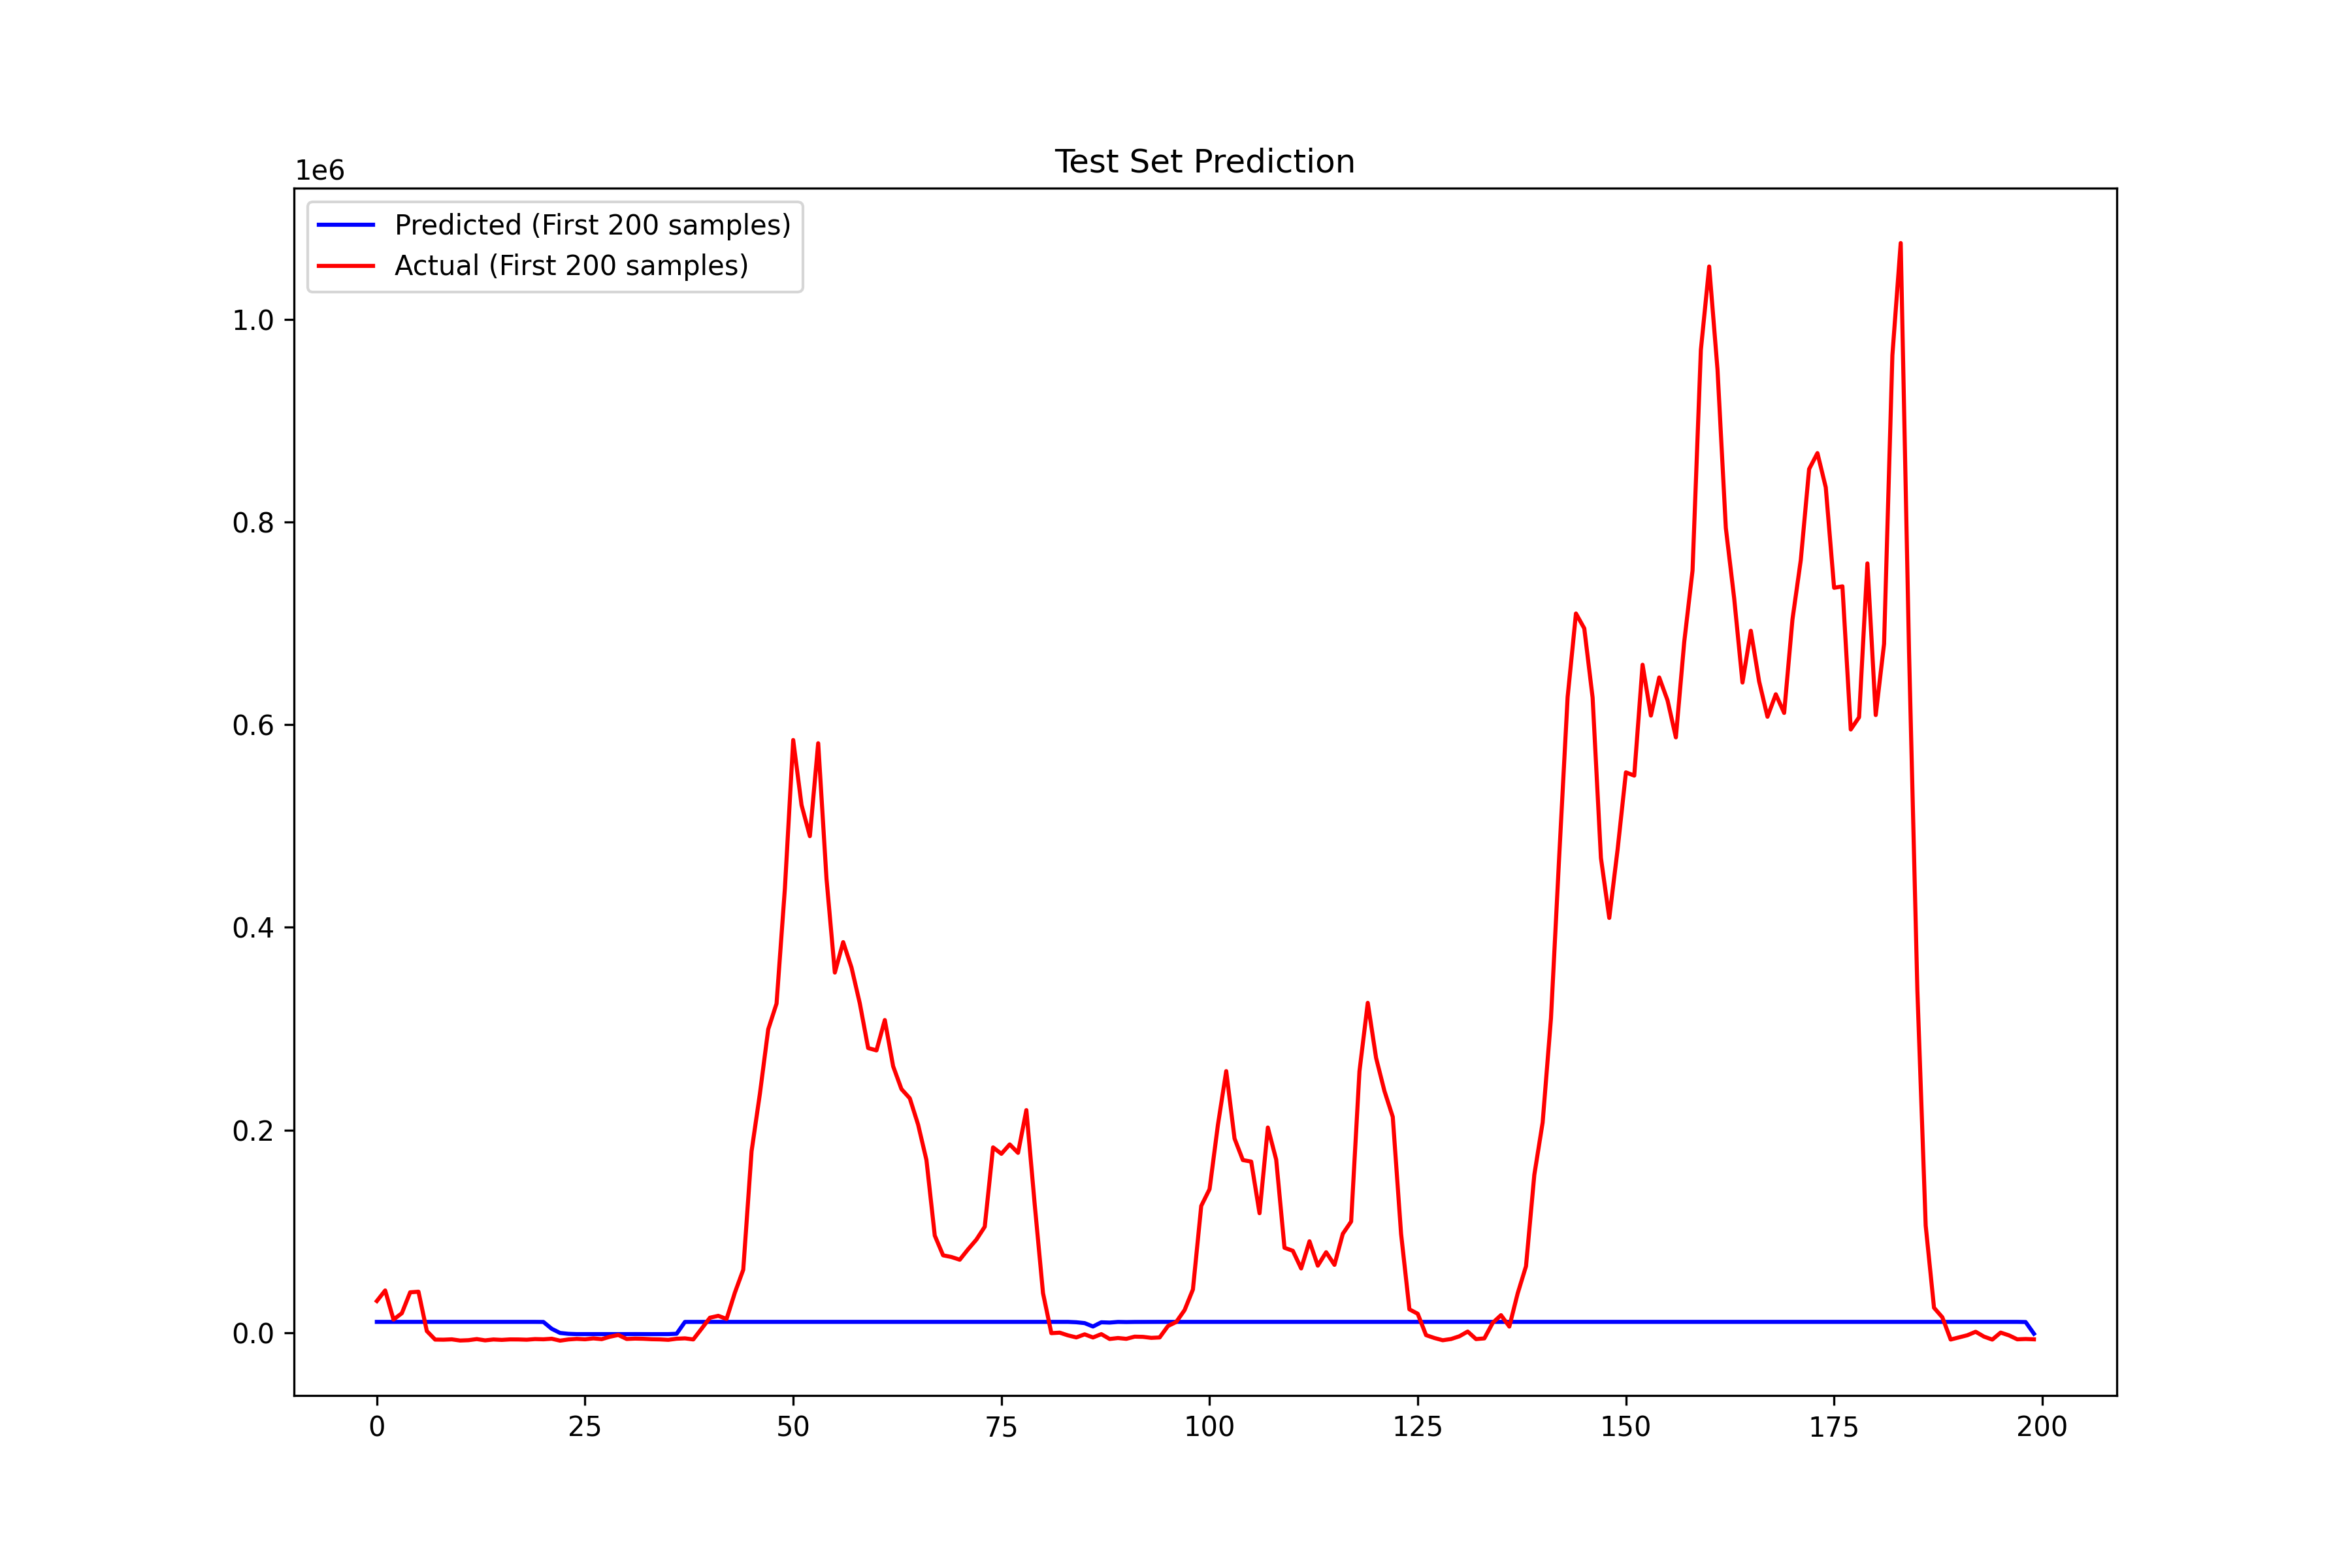 Test Set Prediction
1e6
Predicted (First 200 samples)
Actual (First 200 samples)
1.0
0.8
0.6
0.4
0.2
0.0
0 25 50 75 100 125 150 175 200